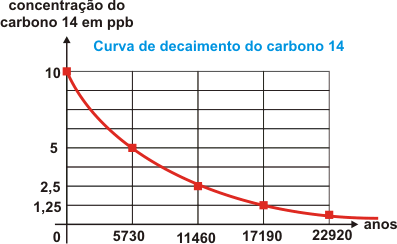 concentração do
carbono 14 em ppb
Curva de decaimento do carbono 14
10
5
2,5
1,25
0
5730
11460
17190
22920
anos